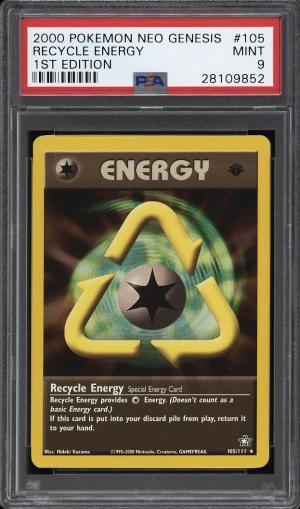 2000 POKEMON NEO GENESIS #105
RECYCLE ENERGY MINT
1ST EDITION PSA 9
28109852
ENERGY
Recycle Energy Special Energy Card
Recycle Energy provides Energy. (Doesn't count as a
basic Energy card.)
If this card is put into your discard pile from play, return it
to your hand.
Illus. Hideki Kazama ©1995-2000 Nintendo, Creatures, GAMEFREAK. 105/111 ★